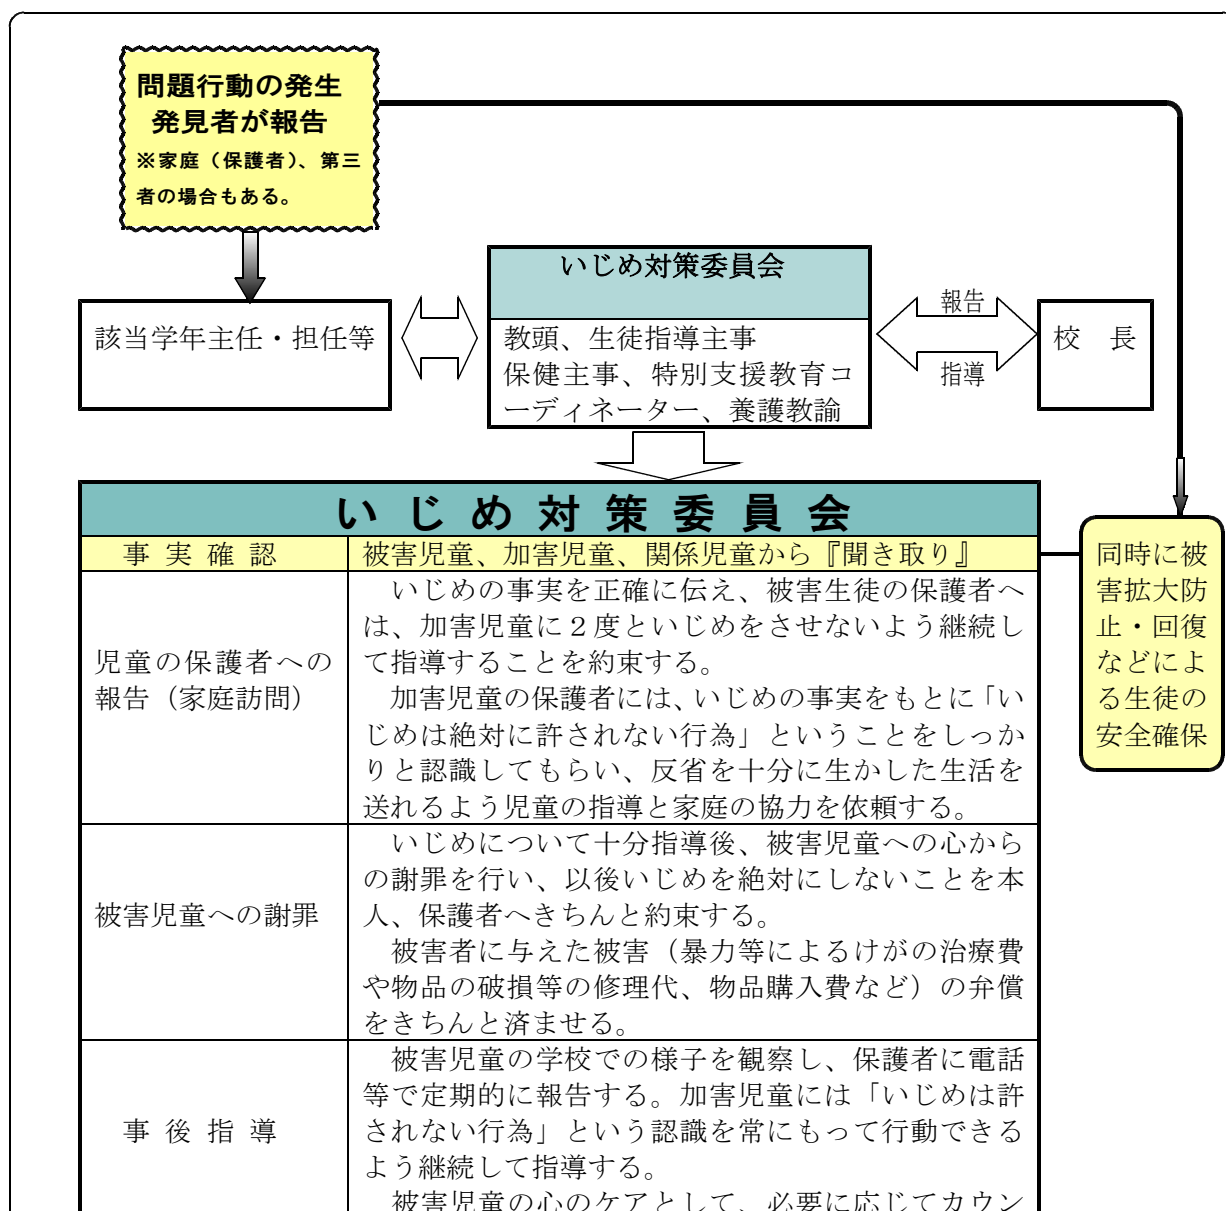 問題行動の発生
発見者が報告
※家庭（保護者）、第三
者の場合もある。
該当学年主任・担任等
いじめ対策委員会
教頭、生徒指導主事
保健主事、特別支援教育コ
ーディネーター、養護教諭
報告
指導
校　長
いじめ対策委員会
事実確認
被害児童、加害児童、関係児童から『聞き取り』
児童の保護者への
報告（家庭訪問）
いじめの事実を正確に伝え、被害生徒の保護者へ
は、加害児童に２度といじめをさせないよう継続し
て指導することを約束する。
加害児童の保護者には、いじめの事実をもとに「い
じめは絶対に許されない行為」ということをしっか
りと認識してもらい、反省を十分に生かした生活を
送れるよう児童の指導と家庭の協力を依頼する。
被害児童への謝罪
いじめについて十分指導後、被害児童への心から
の謝罪を行い、以後いじめを絶対にしないことを本
人、保護者へきちんと約束する。
被害者に与えた被害（暴力等によるけがの治療費
や物品の破損等の修理代、物品購入費など）の弁償
をきちんと済ませる。
事後指導
被害児童の学校での様子を観察し、保護者に電話
等で定期的に報告する。加害児童には「いじめは許
されない行為」という認識を常にもって行動できる
よう継続して指導する。
被害児童の心のケアとして、必要に応じてカウン
同時に被
害拡大防
止・回復
などによ
る生徒の
安全確保